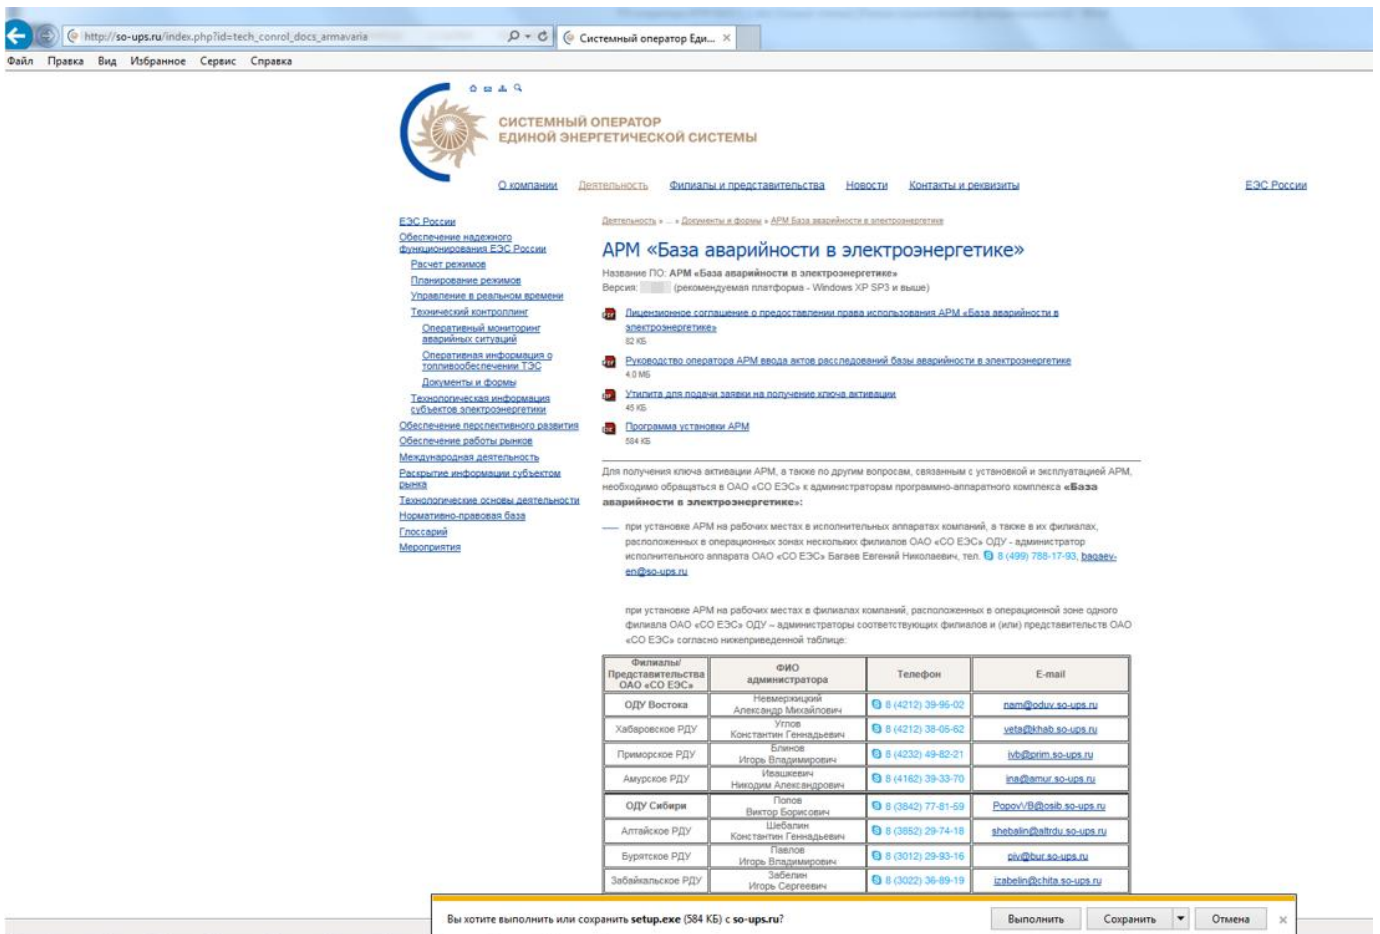 http://so-ups.ru/index.php?id=tech_conrol_docs_armavaria
Системный оператор Еди...
Файл Правка Вид Избранное Сервис Справка
СИСТЕМНЫЙ ОПЕРАТОР
ЕДИНОЙ ЭНЕРГЕТИЧЕСКОЙ СИСТЕМЫ
О компании Деятельность Филиалы и представительства Новости Контакты и реквизиты ЕЭС России
ЕЭС России
Обеспечение надежного
функционирования ЕЭС России
Расчет режимов
Планирование режимов
Управление в реальном времени
Технический контроллинг
Оперативный мониторинг
аварийных ситуаций
Оперативная информация о
топливообеспечении ТЭС
Документы и формы
Технологическая информация
субъектов электроэнергетики
Обеспечение перспективного развития
Обеспечение работы рынков
Международная деятельность
Раскрытие информации субъектом
рынка
Технологические основы деятельности
Нормативно-правовая база
Глоссарий
Мероприятия
Деятельность » ... » Документы и формы » АРМ База аварийности в электроэнергетике
АРМ «База аварийности в электроэнергетике»
Название ПО: АРМ «База аварийности в электроэнергетике»
Версия: (рекомендуемая платформа - Windows XP SP3 и выше)
Лицензионное соглашение о предоставлении права использования АРМ «База аварийности в
электроэнергетике»
82 КБ
Руководство оператора АРМ ввода актов расследований базы аварийности в электроэнергетике
4.0 МБ
Утилита для подачи заявки на получение ключа активации
45 КБ
Программа установки АРМ
584 КБ
Для получения ключа активации АРМ, а также по другим вопросам, связанным с установкой и эксплуатацией АРМ,
необходимо обращаться в ОАО «СО ЕЭС» к администраторам программно-аппаратного комплекса «База
аварийности в электроэнергетике»:
при установке АРМ на рабочих местах в исполнительных аппаратах компаний, а также в их филиалах,
расположенных в операционных зонах нескольких филиалов ОАО «СО ЕЭС» ОДУ - администратор
исполнительного аппарата ОАО «СО ЕЭС» Багаев Евгений Николаевич, тел. 8 (499) 788-17-93, bagaev-
en@so-ups.ru
при установке АРМ на рабочих местах в филиалах компаний, расположенных в операционной зоне одного
филиала ОАО «СО ЕЭС» ОДУ – администраторы соответствующих филиалов и (или) представительств ОАО
«СО ЕЭС» согласно нижеприведенной таблице:
Филиалы/ Представительства ОАО «СО ЕЭС» ФИО администратора Телефон E-mail
ОДУ Востока Невмержицкий Александр Михайлович 8 (4212) 39-95-02 nam@oduv.so-ups.ru
Хабаровское РДУ Углов Константин Геннадьевич 8 (4212) 38-05-62 veta@khab.so-ups.ru
Приморское РДУ Блинов Игорь Владимирович 8 (4232) 49-82-21 ivb@prim.so-ups.ru
Амурское РДУ Ивашкевич Никодим Александрович 8 (4162) 39-33-70 ina@amur.so-ups.ru
ОДУ Сибири Попов Виктор Борисович 8 (3842) 77-81-59 PopovVB@osib.so-ups.ru
Алтайское РДУ Шебалин Константин Геннадьевич 8 (3852) 29-74-18 shebalin@altrdu.so-ups.ru
Бурятское РДУ Павлов Игорь Владимирович 8 (3012) 29-93-16 piv@bur.so-ups.ru
Забайкальское РДУ Забелин Игорь Сергеевич 8 (3022) 36-89-19 izabelin@chita.so-ups.ru
Вы хотите выполнить или сохранить setup.exe (584 КБ) с so-ups.ru? Выполнить Сохранить Отмена